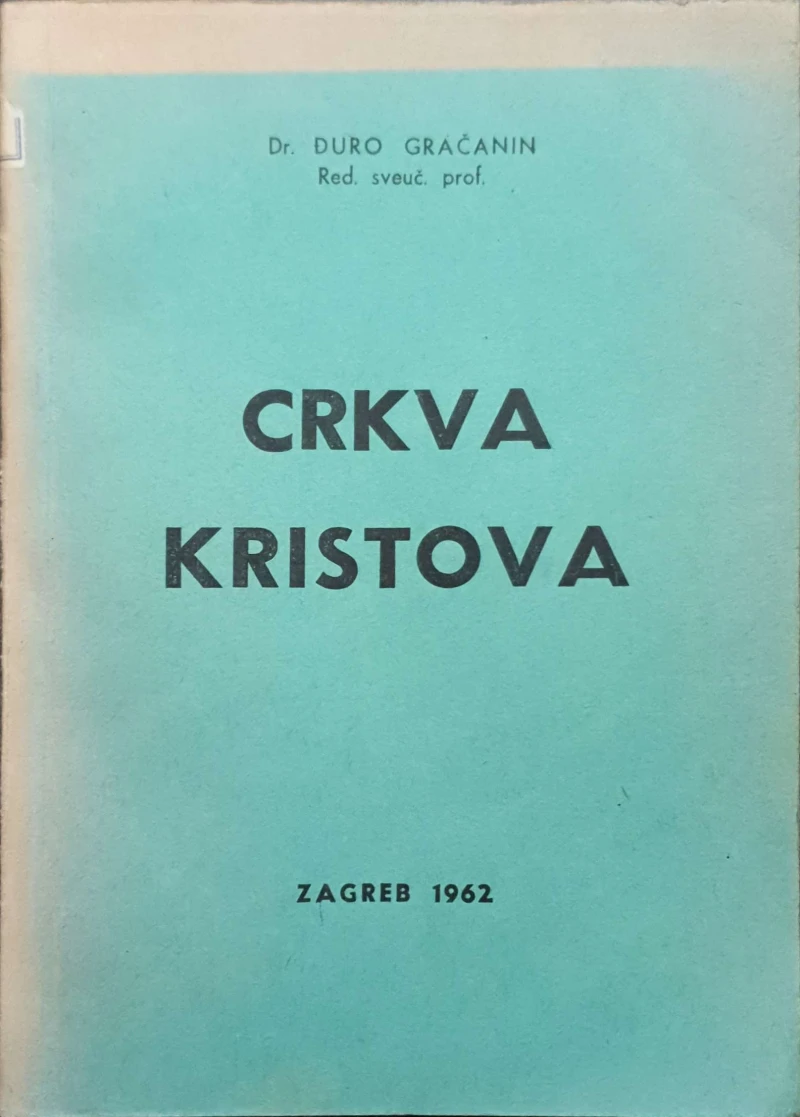 Dr. ĐURO GRAČANIN
Red. sveuč. prof.
CRKVA
KRISTOVA
ZAGREB 1962